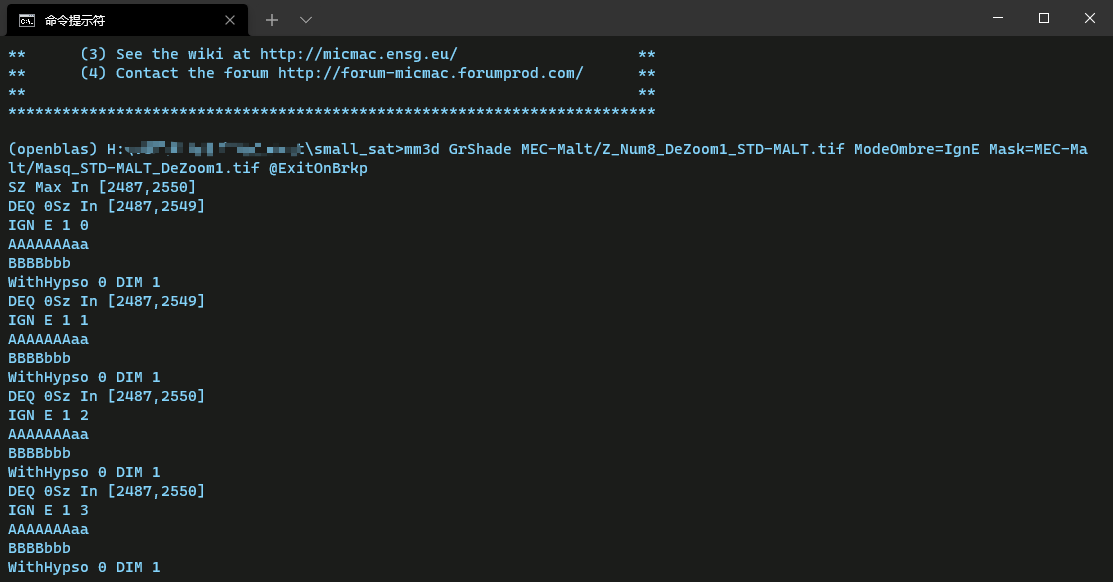 命令提示符
** (3) See the wiki at http://micmac.ensg.eu/ **
** (4) Contact the forum http://forum-micmac.forumprod.com/ **
** **
************************************************************************
(openblas) H:\ t\small_sat>mm3d GrShade MEC-Malt/Z_Num8_DeZoom1_STD-MALT.tif ModeOmbre=IgnE Mask=MEC-Ma
lt/Masq_STD-MALT_DeZoom1.tif @ExitOnBrkp
SZ Max In [2487,2550]
DEQ 0Sz In [2487,2549]
IGN E 1 0
AAAAAAAaa
BBBBbbb
WithHypso 0 DIM 1
DEQ 0Sz In [2487,2549]
IGN E 1 1
AAAAAAAaa
BBBBbbb
WithHypso 0 DIM 1
DEQ 0Sz In [2487,2550]
IGN E 1 2
AAAAAAAaa
BBBBbbb
WithHypso 0 DIM 1
DEQ 0Sz In [2487,2550]
IGN E 1 3
AAAAAAAaa
BBBBbbb
WithHypso 0 DIM 1